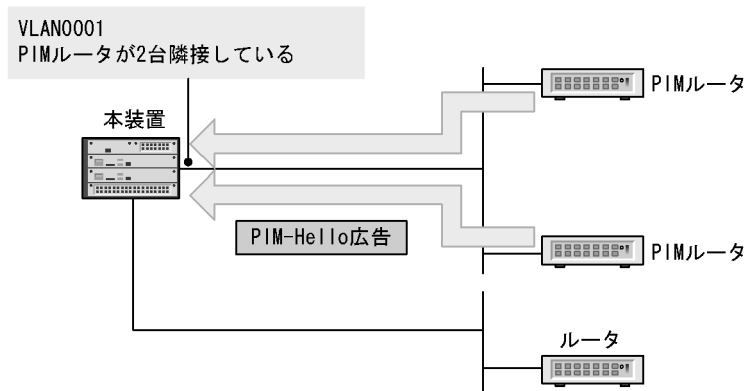 VLAN0001
PIMルータが2台隣接している
PIMルータ
本装置
PIM-Hello広告
PIMルータ
ルータ